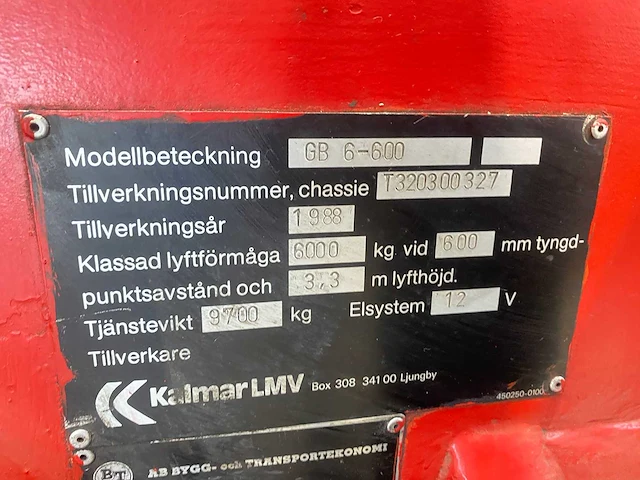 Modellbeteckning GB 6-600
Tillverkningsnummer, chassie T320300327
Tillverkningsår 1988
Klassad lyftförmåga 6000 kg vid 600 mm tyngd-
punktsavstånd och 3,3 m lyfthöjd.
Tjänstevikt 9700 kg Elsystem 12 V
Tillverkare
Kalmar LMV Box 308 341 00 Ljungby
450250-0100
BT AB BYGG- och TRANSPORTEKONOMI